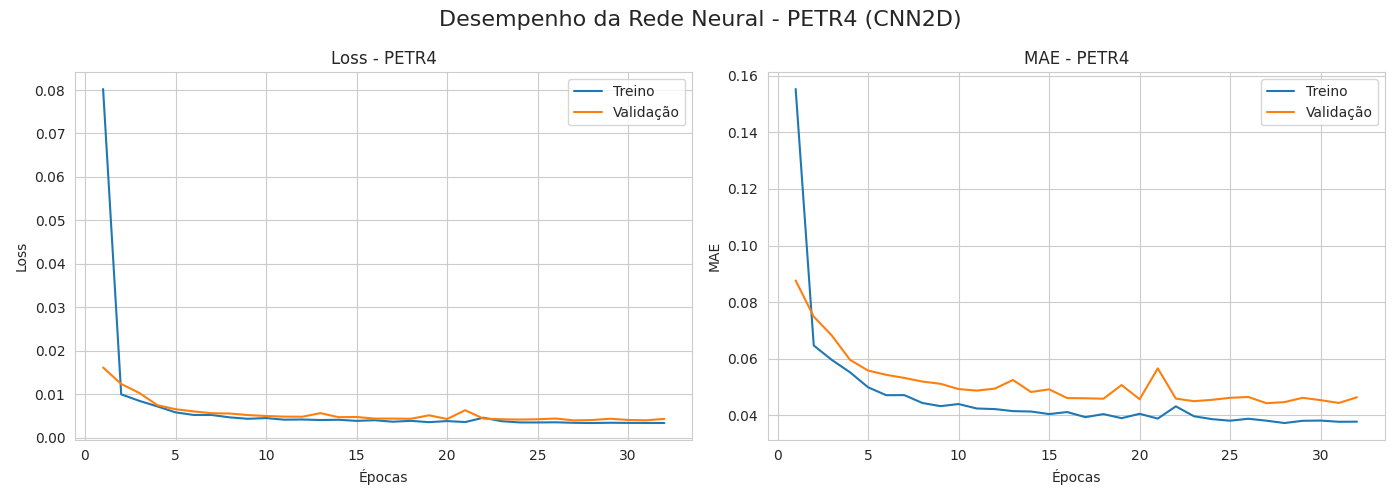 Desempenho da Rede Neural - PETR4 (CNN2D)
Loss - PETR4
Treino
Validação
0.08
0.07
0.06
0.05
0.04
0.03
0.02
0.01
0.00
Loss
0 5 10 15 20 25 30
Épocas
MAE - PETR4
Treino
Validação
0.16
0.14
0.12
0.10
0.08
0.06
0.04
MAE
0 5 10 15 20 25 30
Épocas